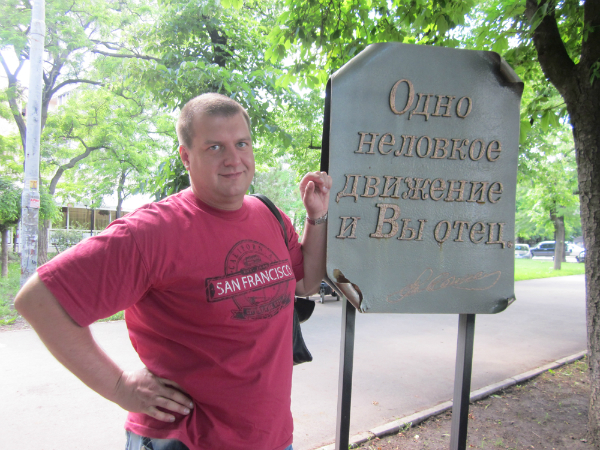 Одно
неловкое
движение
и Вы отец.
SAN FRANCISCO